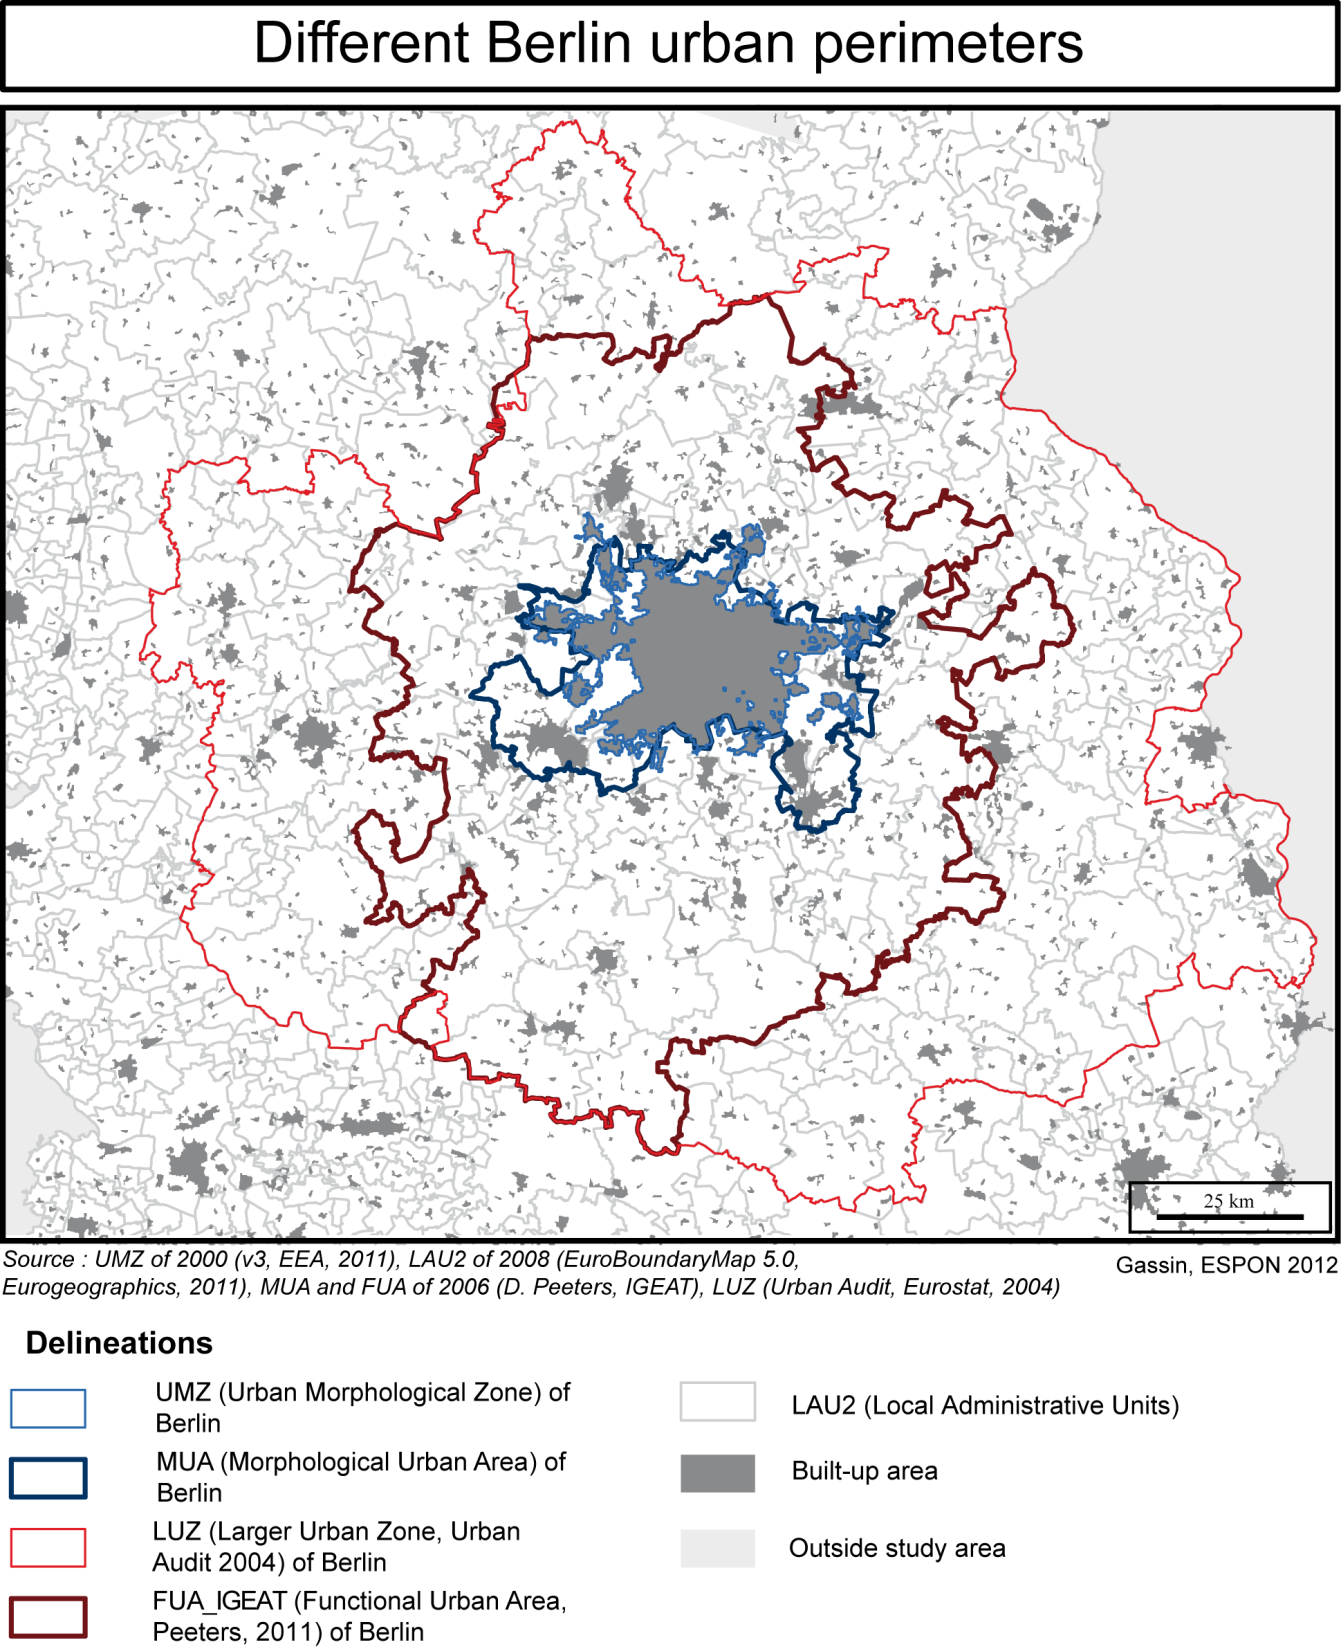 Different Berlin urban perimeters
25 km
Source : UMZ of 2000 (v3, EEA, 2011), LAU2 of 2008 (EuroBoundaryMap 5.0,
Eurogeographics, 2011), MUA and FUA of 2006 (D. Peeters, IGEAT), LUZ (Urban Audit, Eurostat, 2004)
Gassin, ESPON 2012
Delineations
UMZ (Urban Morphological Zone) of
Berlin
MUA (Morphological Urban Area) of
Berlin
LUZ (Larger Urban Zone, Urban
Audit 2004) of Berlin
FUA_IGEAT (Functional Urban Area,
Peeters, 2011) of Berlin
LAU2 (Local Administrative Units)
Built-up area
Outside study area